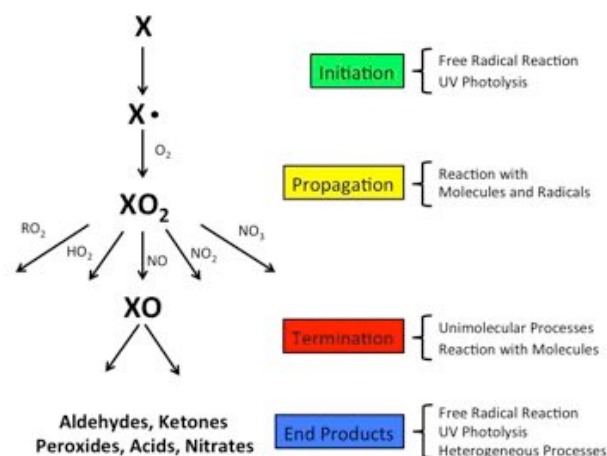 X
X•
O₂
XO₂
RO₂
HO₂
NO
NO₂
NO₃
XO
Aldehydes, Ketones
Peroxides, Acids, Nitrates
Initiation
Free Radical Reaction
UV Photolysis
Propagation
Reaction with
Molecules and Radicals
Termination
Unimolecular Processes
Reaction with Molecules
End Products
Free Radical Reaction
UV Photolysis
Heterogeneous Processes